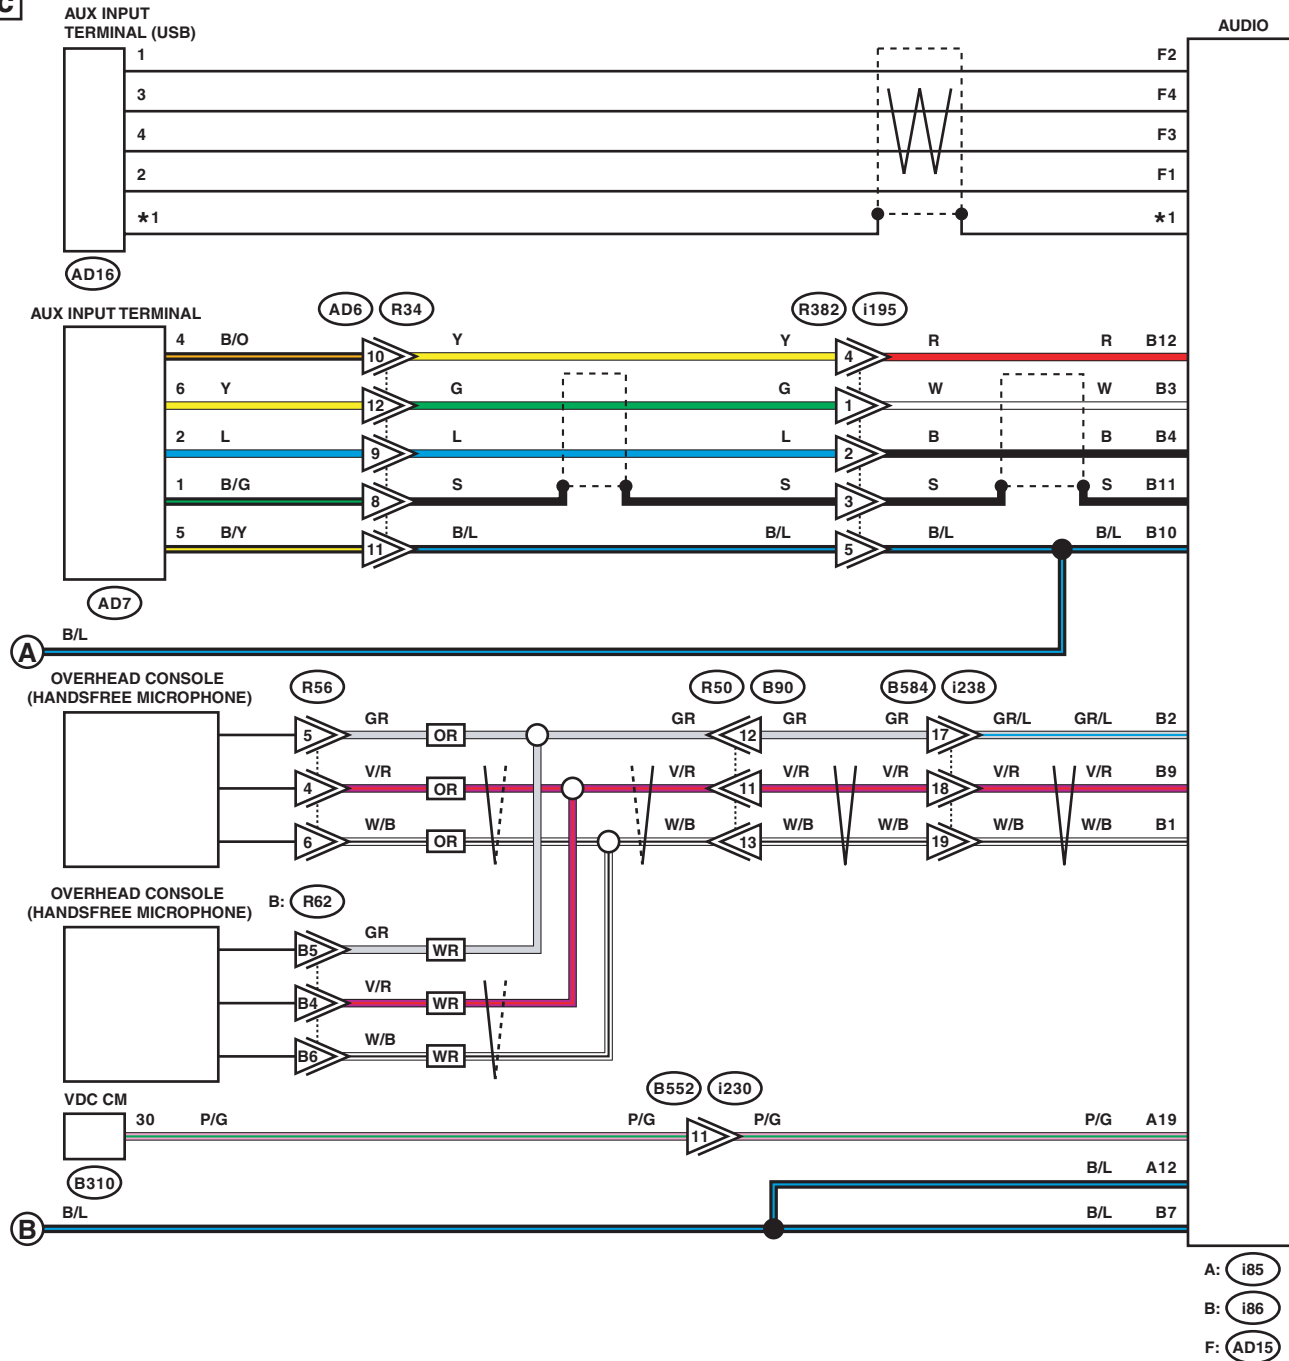 C
AUX INPUT
TERMINAL (USB)
AUDIO
1 F2
3 F4
4 F3
2 F1
*1 *1
AD16
AUX INPUT TERMINAL
AD6 R34 R382 i195
4 B/O 10 Y Y 4 R R B12
6 Y 12 G G 1 W W B3
2 L 9 L L 2 B B B4
1 B/G 8 S S 3 S S B11
5 B/Y 11 B/L B/L 5 B/L B/L B10
AD7
B/L
A
OVERHEAD CONSOLE
(HANDSFREE MICROPHONE)
R56 R50 B90 B584 i238
5 GR OR GR 12 GR GR 17 GR/L GR/L B2
4 V/R OR V/R 11 V/R V/R 18 V/R V/R B9
6 W/B OR W/B 13 W/B W/B 19 W/B W/B B1
OVERHEAD CONSOLE
(HANDSFREE MICROPHONE)
B: R62
B5 GR WR
B4 V/R WR
B6 W/B WR
VDC CM
B552 i230
30 P/G P/G 11 P/G P/G A19
B310
B/L A12
B/L B/L B7
B
A: i85
B: i86
F: AD15